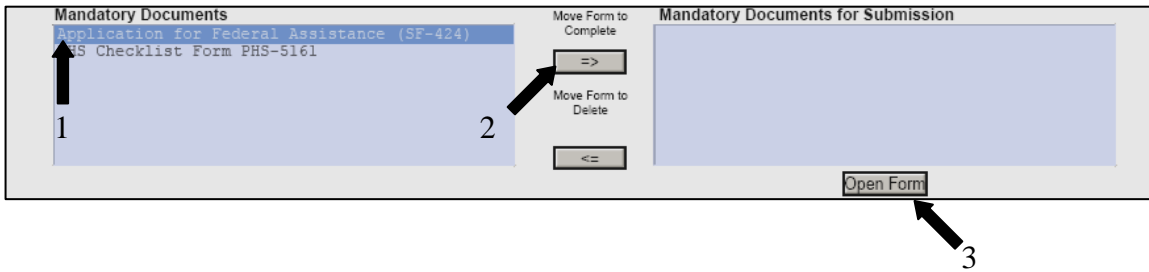 Mandatory Documents
Application for Federal Assistance (SF-424)
PHS Checklist Form PHS-5161
1
Move Form to
Complete
=>
2
Move Form to
Delete
<=
Mandatory Documents for Submission
Open Form
3